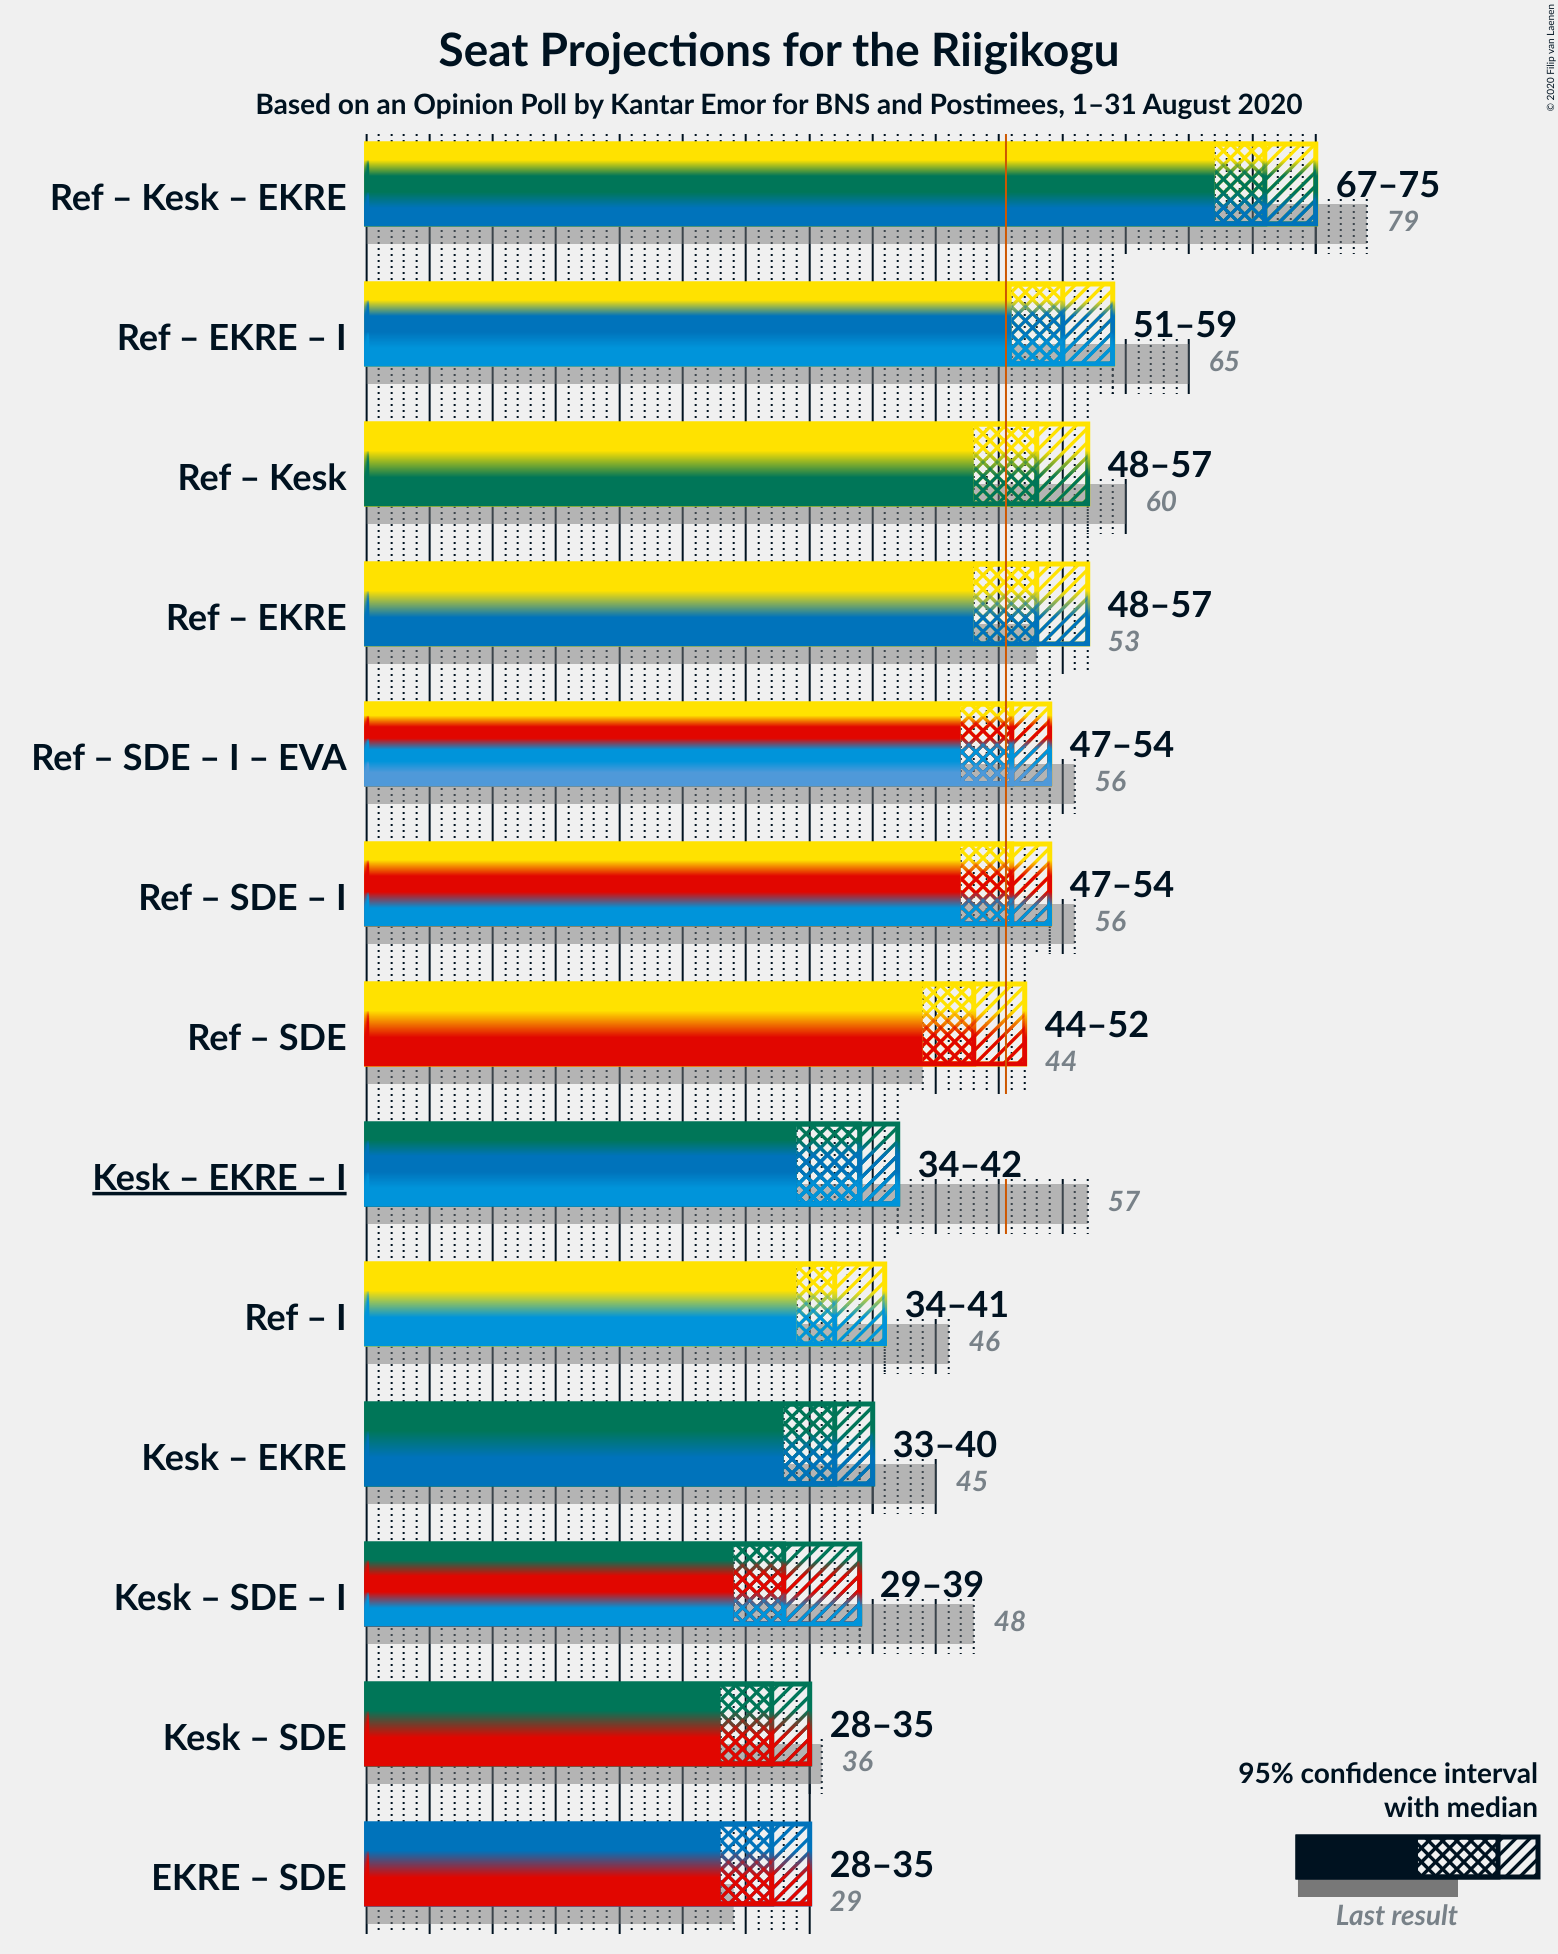 Seat Projections for the Riigikogu
Based on an Opinion Poll by Kantar Emor for BNS and Postimees, 1–31 August 2020
© 2020 Filip van Laenen
Ref – Kesk – EKRE
67–75
79
Ref – EKRE – I
51–59
65
Ref – Kesk
48–57
60
Ref – EKRE
48–57
53
Ref – SDE – I – EVA
47–54
56
Ref – SDE – I
47–54
56
Ref – SDE
44–52
44
Kesk – EKRE – I
34–42
57
Ref – I
34–41
46
Kesk – EKRE
33–40
45
Kesk – SDE – I
29–39
48
Kesk – SDE
28–35
36
EKRE – SDE
28–35
29
95% confidence interval
with median
Last result